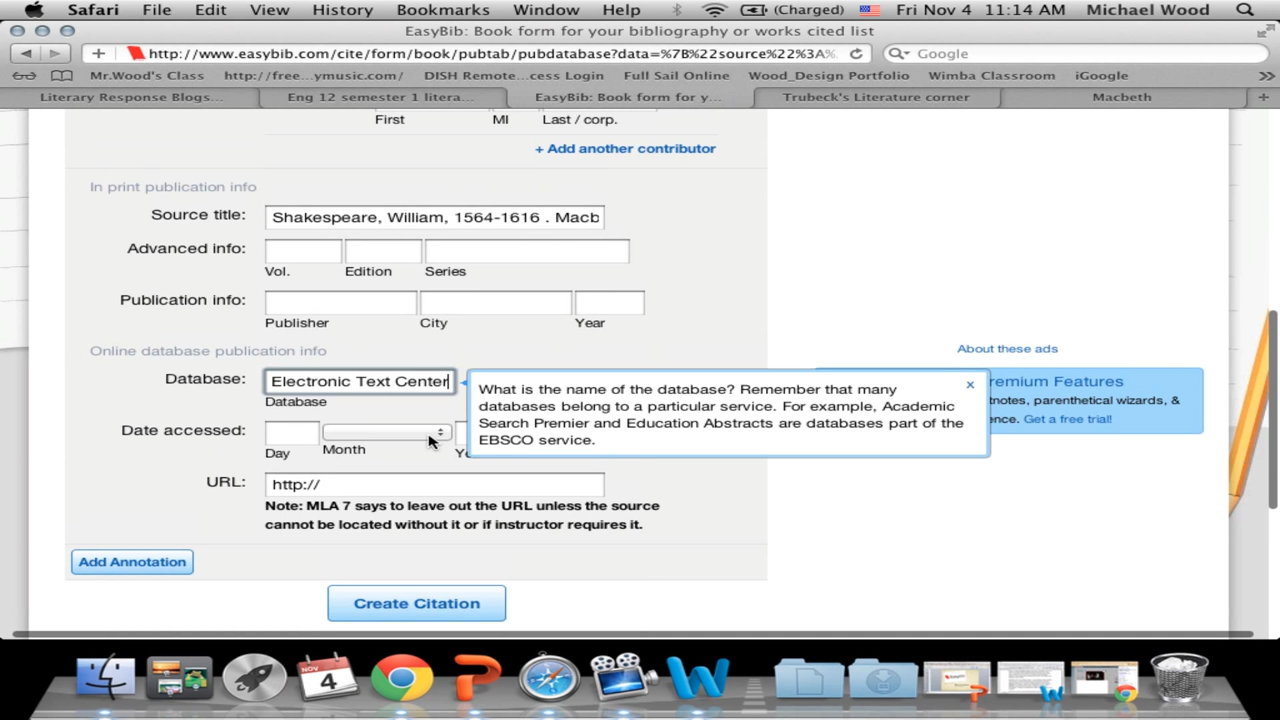 Safari File Edit View History Bookmarks Window Help (Charged) Fri Nov 4 11:14 AM Michael Wood
EasyBib: Book form for your bibliography or works cited list
http://www.easybib.com/cite/form/book/pubtab/pubdatabase?data=%7B%22source%22%3A% Google
Mr.Wood's Class http://free...ymusic.com/ DISH Remote...cess Login Full Sail Online Wood_Design Portfolio Wimba Classroom iGoogle
Literary Response Blogs... Eng 12 semester 1 litera... EasyBib: Book form for y... Trubeck's Literature corner Macbeth
First MI Last / corp.
+ Add another contributor
In print publication info
Source title: Shakespeare, William, 1564-1616 . Macb
Advanced info:
Vol. Edition Series
Publication info:
Publisher City Year
Online database publication info
About these ads
Database: Electronic Text Center
Database
What is the name of the database? Remember that many
databases belong to a particular service. For example, Academic
Search Premier and Education Abstracts are databases part of the
EBSCO service.
x
remium Features
tnotes, parenthetical wizards, &
ence. Get a free trial!
Date accessed:
Day Month Ye
URL: http://
Note: MLA 7 says to leave out the URL unless the source
cannot be located without it or if instructor requires it.
Add Annotation
Create Citation
NOV
4